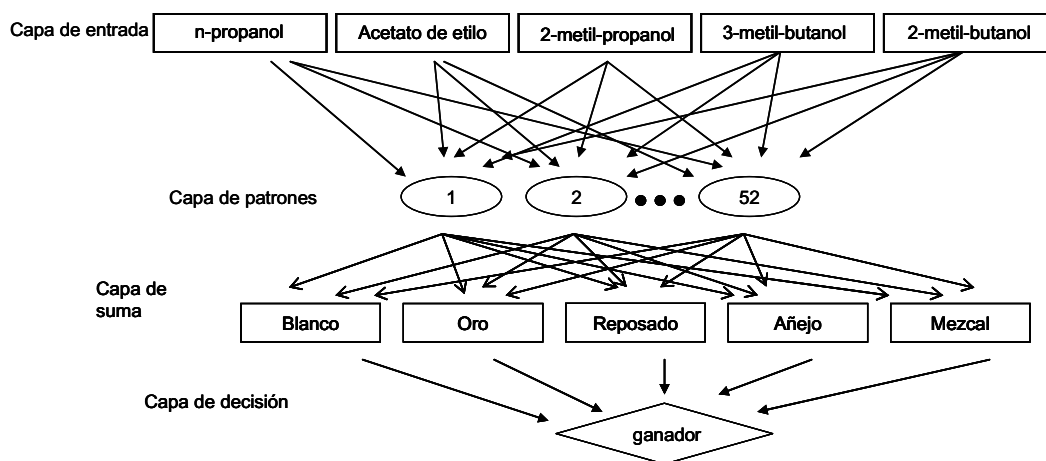 Capa de entrada
n-propanol
Acetato de etilo
2-metil-propanol
3-metil-butanol
2-metil-butanol
Capa de patrones
1
2
52
Capa de
suma
Blanco
Oro
Reposado
Añejo
Mezcal
Capa de decisión
ganador